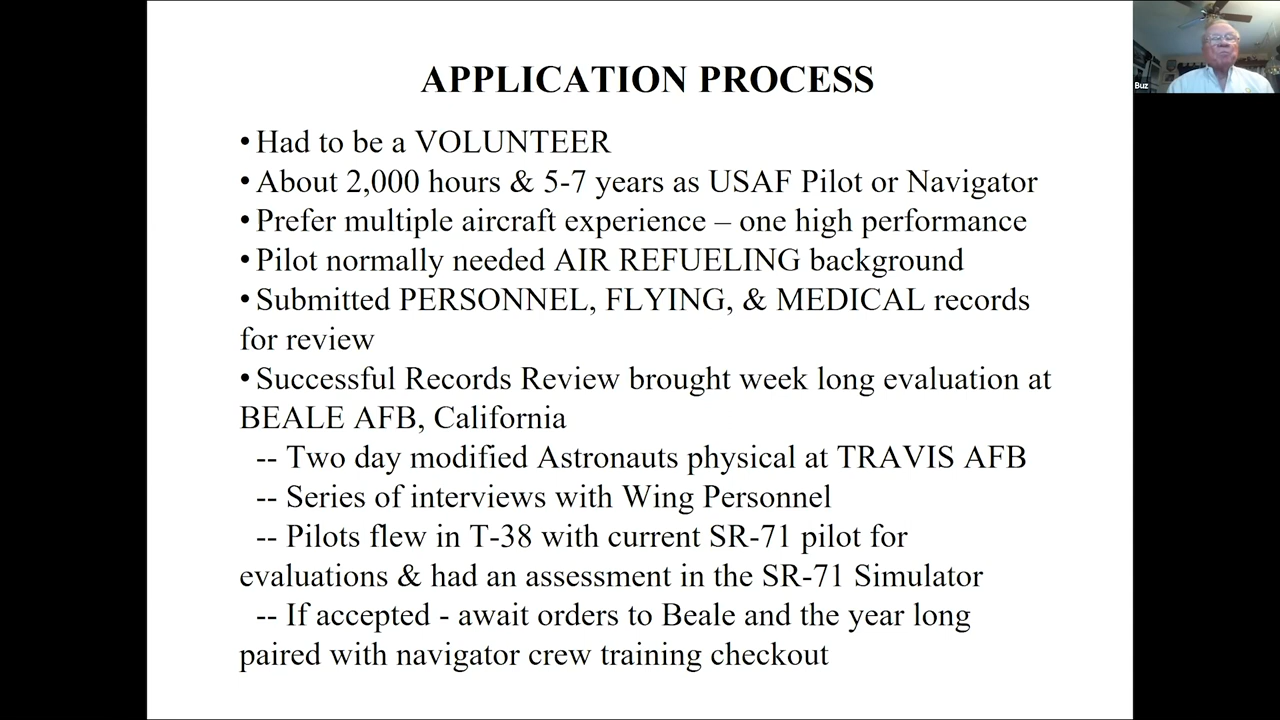 APPLICATION PROCESS
• Had to be a VOLUNTEER
• About 2,000 hours & 5-7 years as USAF Pilot or Navigator
• Prefer multiple aircraft experience – one high performance
• Pilot normally needed AIR REFUELING background
• Submitted PERSONNEL, FLYING, & MEDICAL records
for review
• Successful Records Review brought week long evaluation at
BEALE AFB, California
-- Two day modified Astronauts physical at TRAVIS AFB
-- Series of interviews with Wing Personnel
-- Pilots flew in T-38 with current SR-71 pilot for
evaluations & had an assessment in the SR-71 Simulator
-- If accepted - await orders to Beale and the year long
paired with navigator crew training checkout
Buz